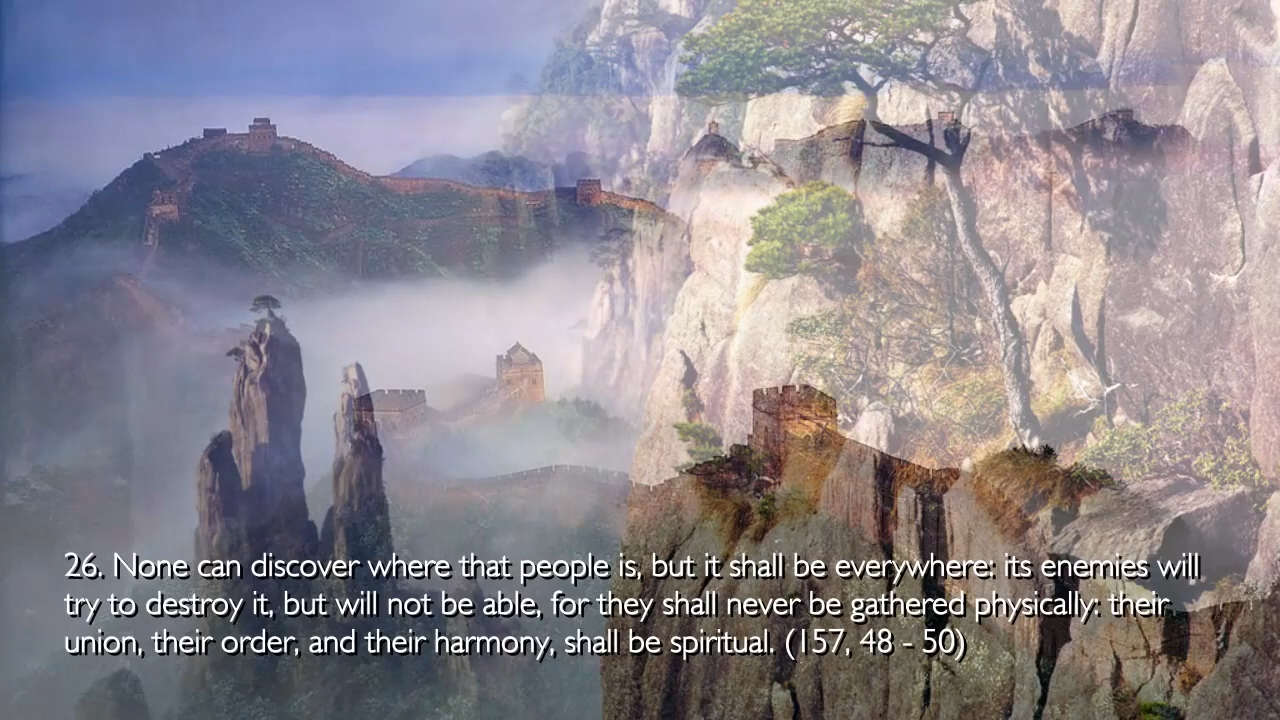 26. None can discover where that people is, but it shall be everywhere: its enemies will
try to destroy it, but will not be able, for they shall never be gathered physically: their
union, their order, and their harmony, shall be spiritual. (157, 48 - 50)